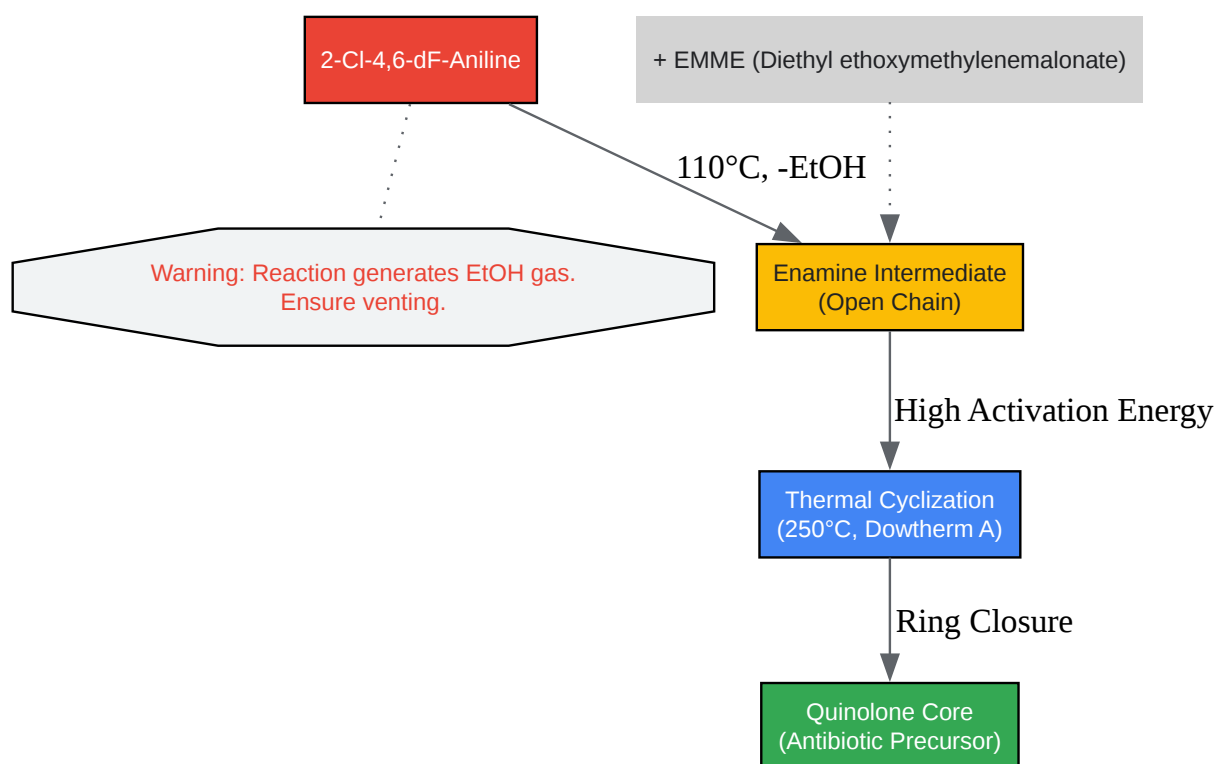 2-Cl-4,6-dF-Aniline
+ EMME (Diethyl ethoxymethylenemalonate)
110°C, -EtOH
Warning: Reaction generates EtOH gas.
Ensure venting.
Enamine Intermediate
(Open Chain)
High Activation Energy
Thermal Cyclization
(250°C, Dowtherm A)
Ring Closure
Quinolone Core
(Antibiotic Precursor)